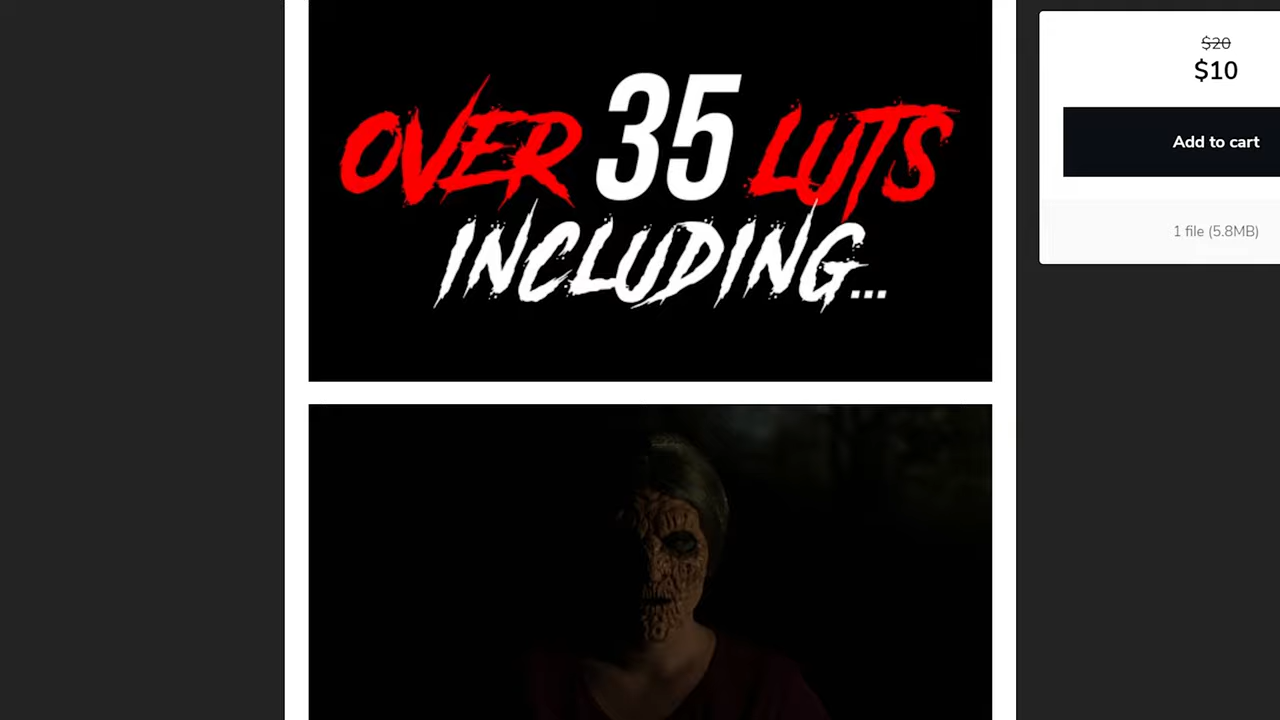 OVER 35 LUTS
INCLUDING...
$20
$10
Add to cart
1 file (5.8MB)